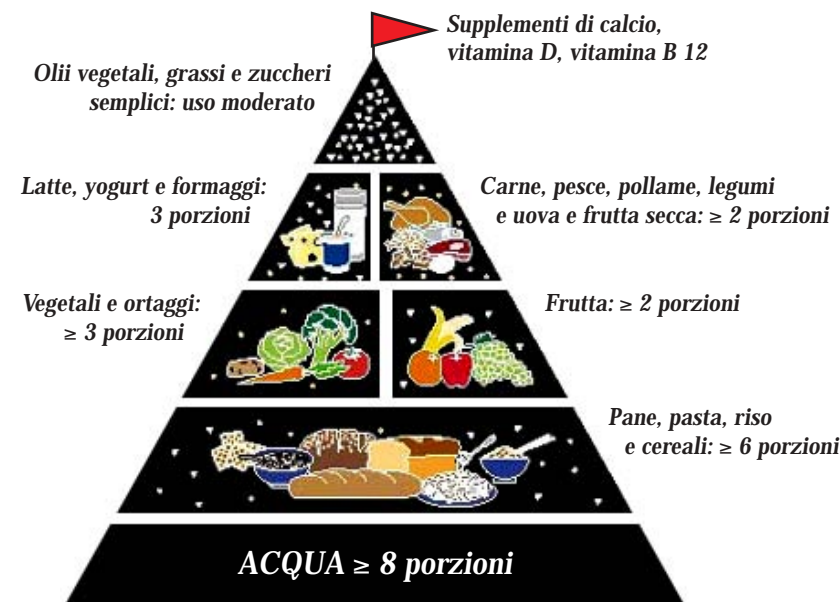 Supplementi di calcio,
vitamina D, vitamina B 12
Olii vegetali, grassi e zuccheri
semplici: uso moderato
Latte, yogurt e formaggi:
3 porzioni
Carne, pesce, pollame, legumi
e uova e frutta secca: ≥ 2 porzioni
Vegetali e ortaggi:
≥ 3 porzioni
Frutta: ≥ 2 porzioni
Pane, pasta, riso
e cereali: ≥ 6 porzioni
ACQUA ≥ 8 porzioni